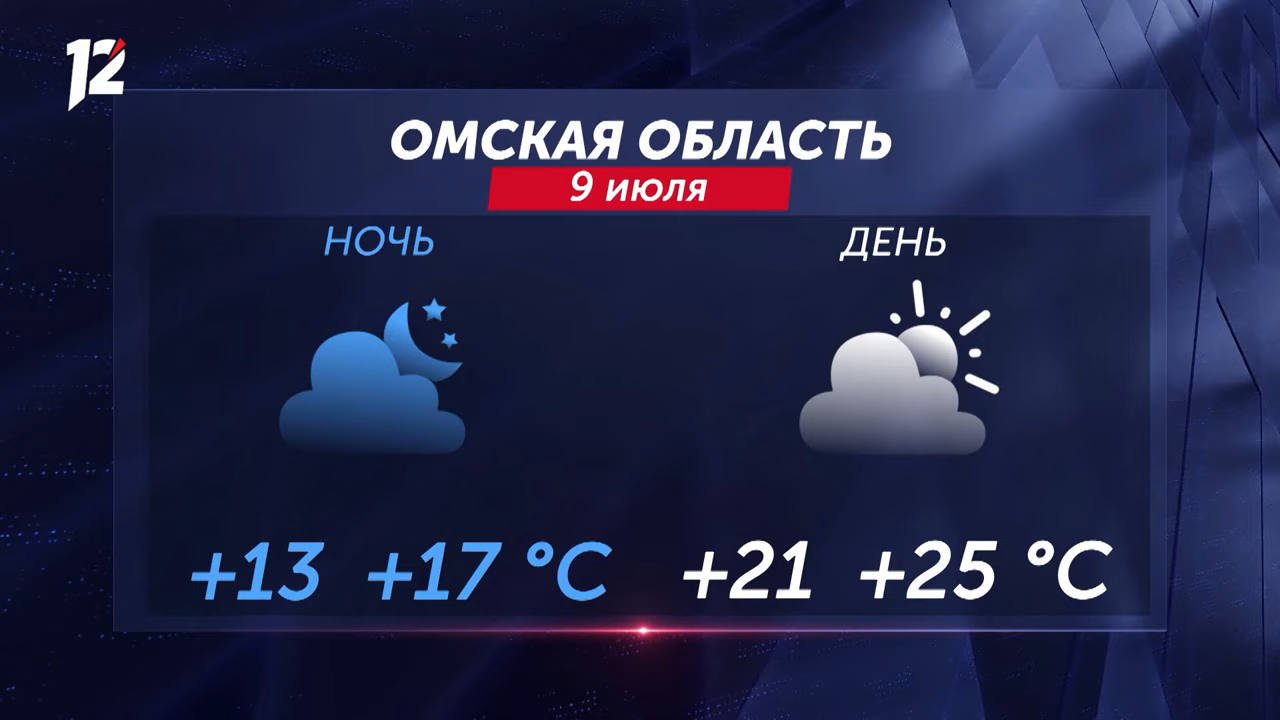 12
ОМСКАЯ ОБЛАСТЬ
9 июля
НОЧЬ
ДЕНЬ
+13 +17 °C
+21 +25 °C